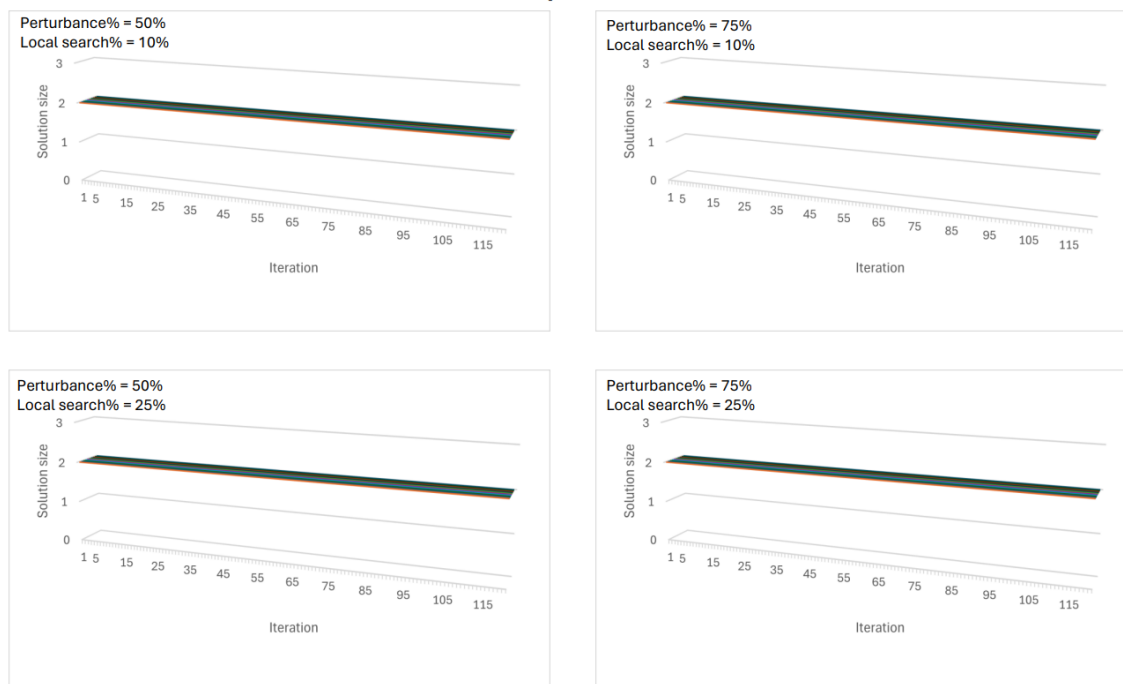 Perturbance% = 50%
Local search% = 10%
3
2
1
0
Solution size
1 5 15 25 35 45 55 65 75 85 95 105 115
Iteration
Perturbance% = 75%
Local search% = 10%
3
2
1
0
Solution size
1 5 15 25 35 45 55 65 75 85 95 105 115
Iteration
Perturbance% = 50%
Local search% = 25%
3
2
1
0
Solution size
1 5 15 25 35 45 55 65 75 85 95 105 115
Iteration
Perturbance% = 75%
Local search% = 25%
3
2
1
0
Solution size
1 5 15 25 35 45 55 65 75 85 95 105 115
Iteration